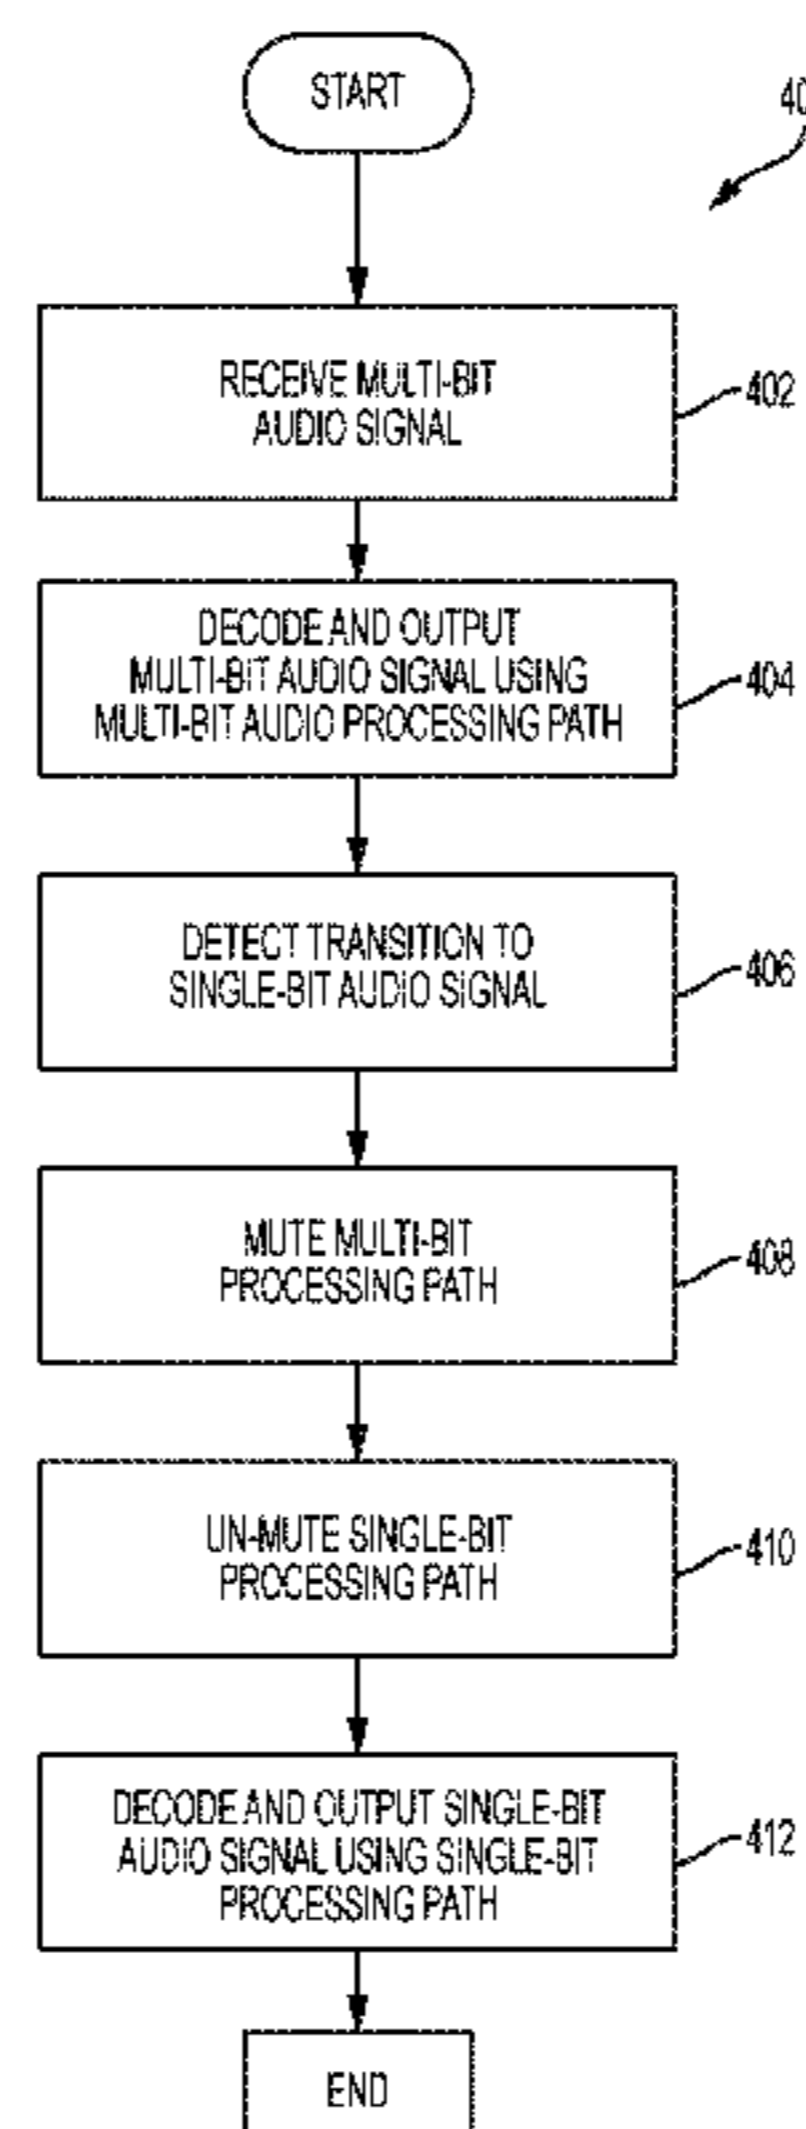 START
40
RECEIVE MULTI-BIT
AUDIO SIGNAL
402
DECODE AND OUTPUT
MULTI-BIT AUDIO SIGNAL USING
MULTI-BIT AUDIO PROCESSING PATH
404
DETECT TRANSITION TO
SINGLE-BIT AUDIO SIGNAL
406
MUTE MULTI-BIT
PROCESSING PATH
408
UN-MUTE SINGLE-BIT
PROCESSING PATH
410
DECODE AND OUTPUT SINGLE-BIT
AUDIO SIGNAL USING SINGLE-BIT
PROCESSING PATH
412
END